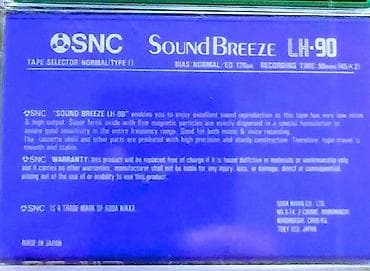 SNC SOUND BREEZE LH-90
TAPE SELECTOR: NORMAL(TYPE I) BIAS: NORMAL/EQ 120µs RECORDING TIME: 90min (45×2)
SNC "SOUND BREEZE LH-90" enables you to enjoy excellent sound reproduction as this tape has very low noise
& high output. Super ferric oxide with fine magnetic particles are evenly dispersed in a special formulation to
assure good sensitivity in the entire frequency range. Good for both music & voice recording.
The cassette shell and other parts are produced with high precision and sturdy construction. Therefore, tape travel is
smooth and stable.
SNC WARRANTY: this product will be replaced free of charge if it is found defective in materials or workmanship only
and it carries no other warranties. manufacturer shall not be liable for any injury, loss, or damage, direct or consequential,
arising out of the use of or inability to use this product.
SNC IS A TRADE MARK OF SODA NIKKA.
SODA NIKKA CO., LTD.
NO.3-14, 2-CHOME, MUROMACHI
NIHONBASHI, CHUO-KU,
TOKYO 103, JAPAN
MADE IN JAPAN